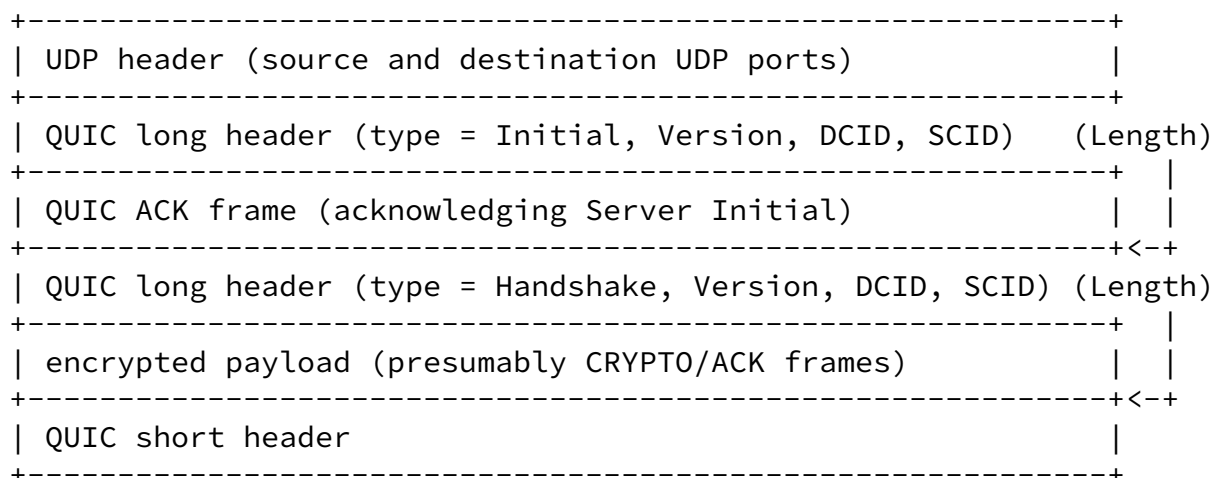 +------------------------------------------------------------+
| UDP header (source and destination UDP ports)              |
+------------------------------------------------------------+
| QUIC long header (type = Initial, Version, DCID, SCID)   (Length)
+------------------------------------------------------------+  |
| QUIC ACK frame (acknowledging Server Initial)              |  |
+------------------------------------------------------------+<-+
| QUIC long header (type = Handshake, Version, DCID, SCID) (Length)
+------------------------------------------------------------+  |
| encrypted payload (presumably CRYPTO/ACK frames)           |  |
+------------------------------------------------------------+<-+
| QUIC short header                                          |
+------------------------------------------------------------+